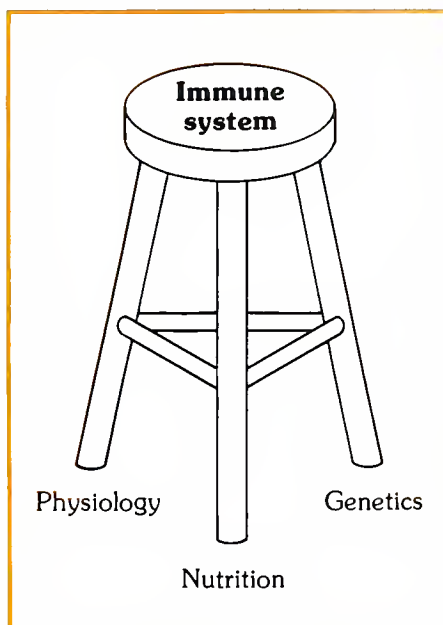 Immune
system
Physiology
Genetics
Nutrition